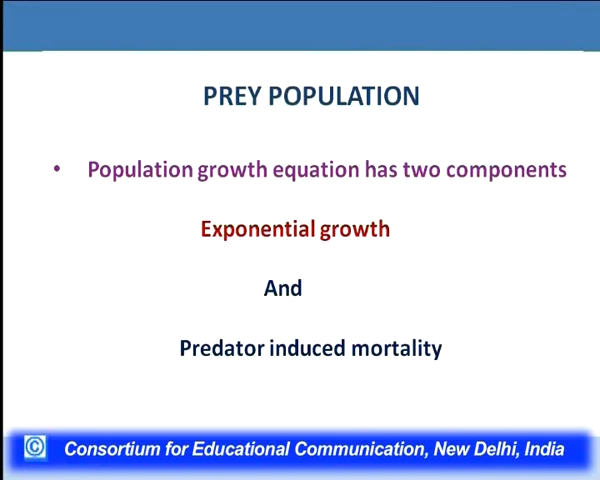 PREY POPULATION
• Population growth equation has two components
Exponential growth
And
Predator induced mortality
© Consortium for Educational Communication, New Delhi, India